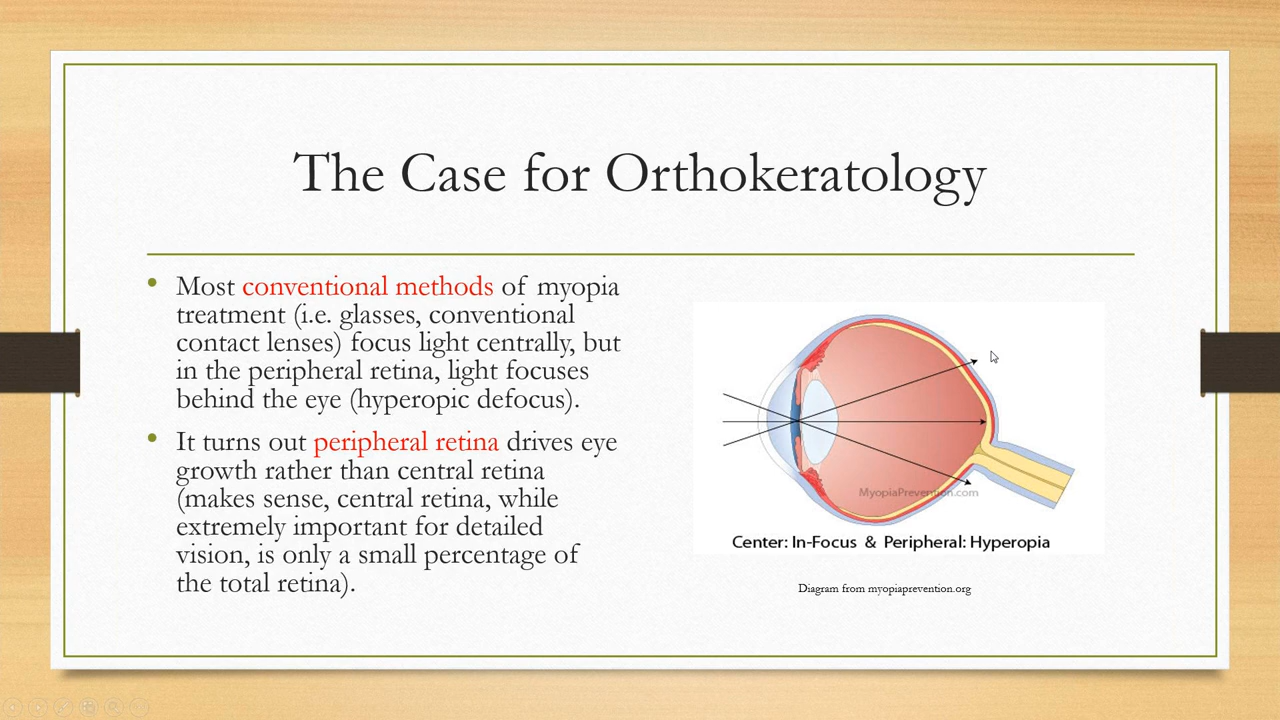 The Case for Orthokeratology
• Most conventional methods of myopia
treatment (i.e. glasses, conventional
contact lenses) focus light centrally, but
in the peripheral retina, light focuses
behind the eye (hyperopic defocus).
• It turns out peripheral retina drives eye
growth rather than central retina
(makes sense, central retina, while
extremely important for detailed
vision, is only a small percentage of
the total retina).
MyopiaPrevention.com
Center: In-Focus & Peripheral: Hyperopia
Diagram from myopiaprevention.org